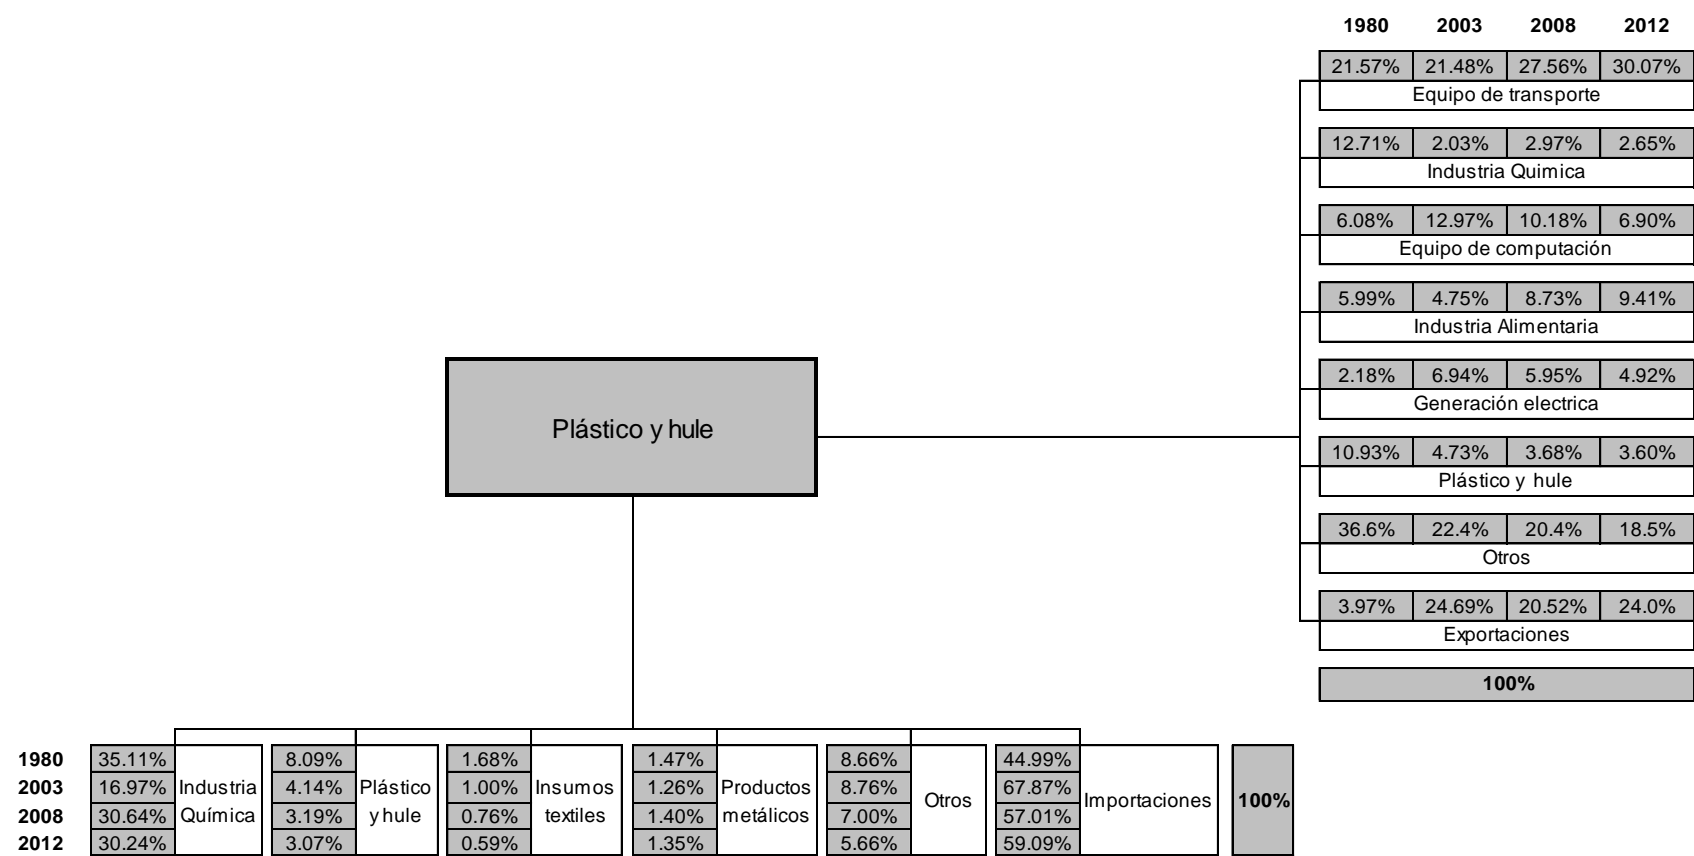 1980 2003 2008 2012
21.57% 21.48% 27.56% 30.07%
Equipo de transporte
12.71% 2.03% 2.97% 2.65%
Industria Quimica
6.08% 12.97% 10.18% 6.90%
Equipo de computación
5.99% 4.75% 8.73% 9.41%
Industria Alimentaria
2.18% 6.94% 5.95% 4.92%
Generación electrica
10.93% 4.73% 3.68% 3.60%
Plástico y hule
36.6% 22.4% 20.4% 18.5%
Otros
3.97% 24.69% 20.52% 24.0%
Exportaciones
100%
Plástico y hule
1980 35.11% 8.09% 1.68% 1.47% 8.66% 44.99%
2003 16.97% Industria 4.14% Plástico 1.00% Insumos 1.26% Productos 8.76% 67.87%
Otros Importaciones 100%
2008 30.64% Química 3.19% y hule 0.76% textiles 1.40% metálicos 7.00% 57.01%
2012 30.24% 3.07% 0.59% 1.35% 5.66% 59.09%